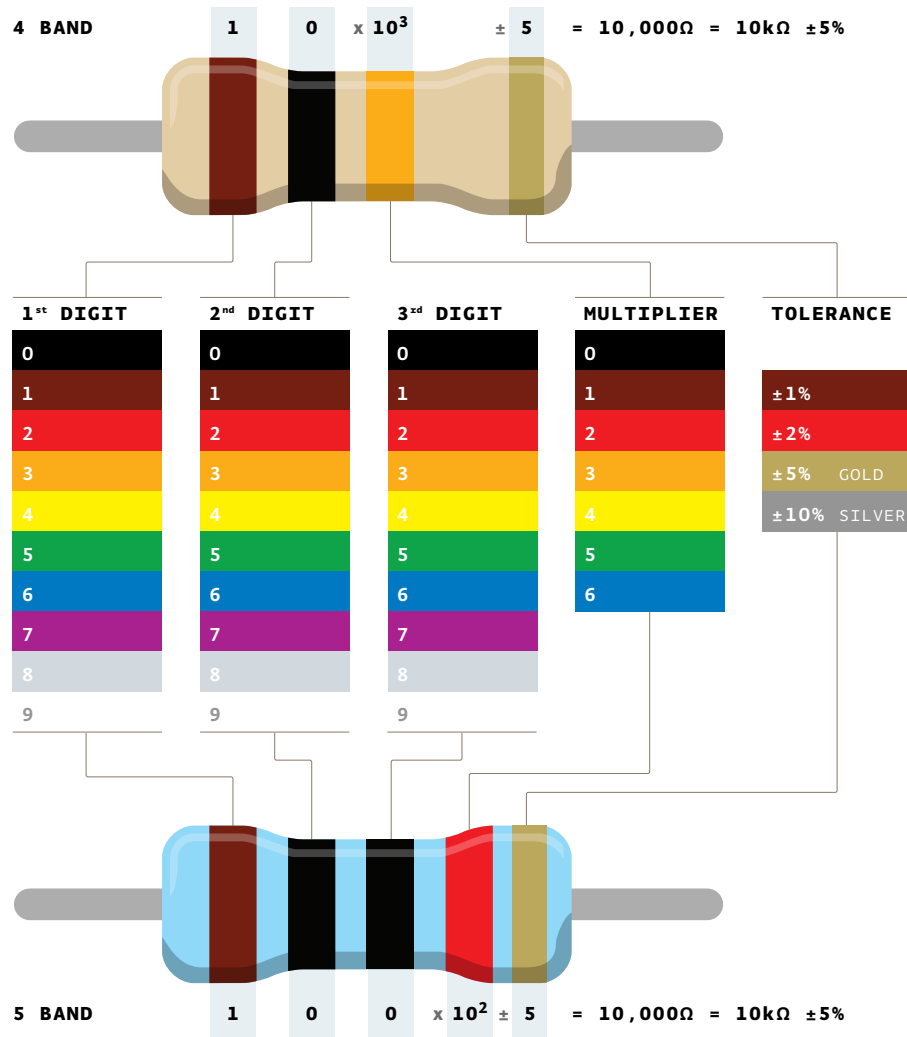 4 BAND 1 0 x 10³ ± 5 = 10,000Ω = 10kΩ ±5%
1st DIGIT 2nd DIGIT 3rd DIGIT MULTIPLIER TOLERANCE
0 0 0 0
1 1 1 1 ±1%
2 2 2 2 ±2%
3 3 3 3 ±5% GOLD
4 4 4 4 ±10% SILVER
5 5 5 5
6 6 6 6
7 7 7
8 8 8
9 9 9
5 BAND 1 0 0 x 10² ± 5 = 10,000Ω = 10kΩ ±5%